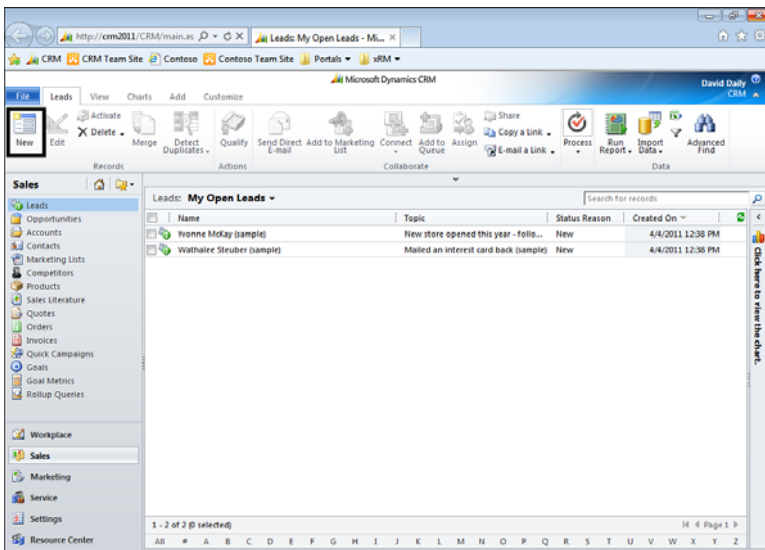 http://crm2011/CRM/main.as
Leads: My Open Leads - Mi...
CRM
CRM Team Site
Contoso
Contoso Team Site
Portals
xRM
Microsoft Dynamics CRM
David Daily
CRM
File
Leads
View
Charts
Add
Customize
New
Edit
Activate
Delete
Merge
Detect
Duplicates
Qualify
Send Direct
E-mail
Add to Marketing
List
Connect
Add to
Queue
Assign
Share
Copy a Link
E-mail a Link
Process
Run
Report
Import
Data
Advanced
Find
Records
Actions
Collaborate
Data
Sales
Leads
Opportunities
Accounts
Contacts
Marketing Lists
Competitors
Products
Sales Literature
Quotes
Orders
Invoices
Quick Campaigns
Goals
Goal Metrics
Rollup Queries
Workplace
Sales
Marketing
Service
Settings
Resource Center
Leads: My Open Leads
Search for records
Name Topic Status Reason Created On
Yvonne McKay (sample) New store opened this year - follo... New 4/4/2011 12:38 PM
Wathalee Steuber (sample) Mailed an interest card back (sample) New 4/4/2011 12:38 PM
Click here to view the chart.
1 - 2 of 2 (0 selected) Page 1
All # A B C D E F G H I J K L M N O P Q R S T U V W X Y Z